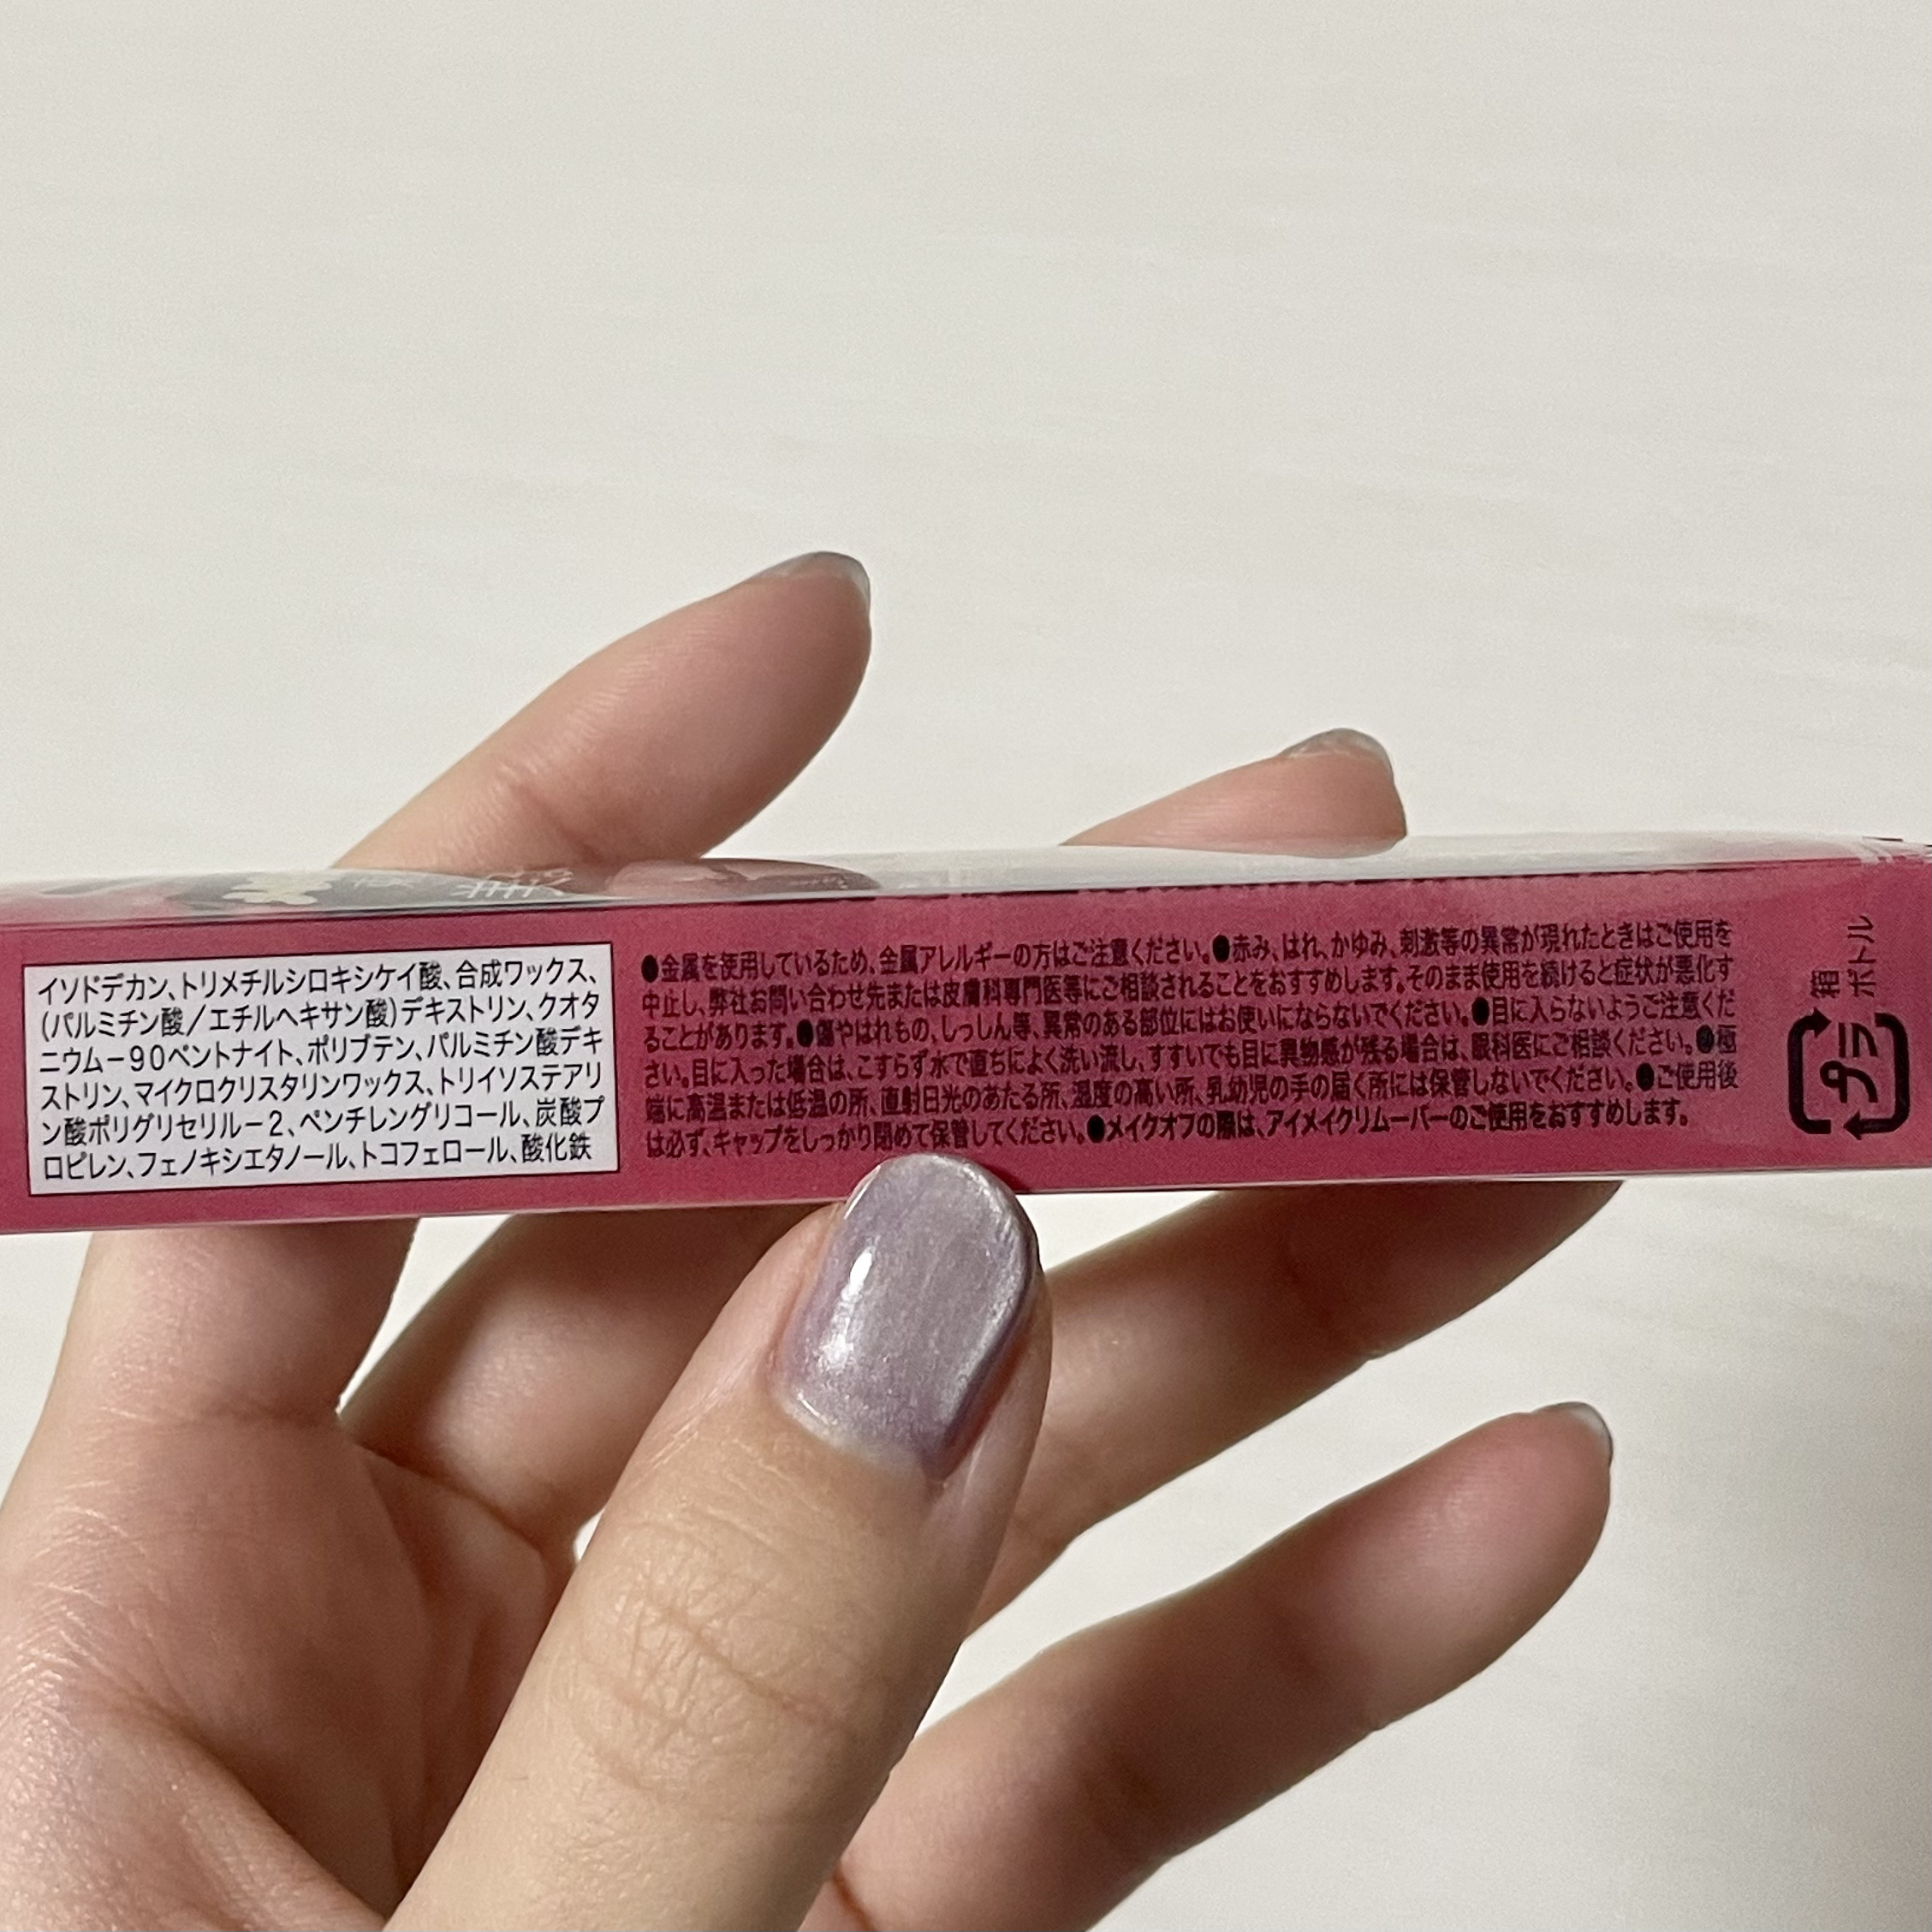 イソドデカン、トリメチルシロキシケイ酸、合成ワックス、
(パルミチン酸/エチルヘキサン酸)デキストリン、クオタ
ニウム-90ベントナイト、ポリブテン、パルミチン酸デキ
ストリン、マイクロクリスタリンワックス、トリイソステアリ
ン酸ポリグリセリル-2、ペンチレングリコール、炭酸プ
ロピレン、フェノキシエタノール、トコフェロール、酸化鉄
●金属を使用しているため、金属アレルギーの方はご注意ください。●赤み、はれ、かゆみ、刺激等の異常が現れたときはご使用を
中止し、弊社お問い合わせ先または皮膚科専門医等にご相談されることをおすすめします。そのまま使用を続けると症状が悪化す
ることがあります。●傷やはれもの、しっしん等、異常のある部位にはお使いにならないでください。●目に入らないようご注意くだ
さい。目に入った場合は、こすらず水で直ちによく洗い流し、すすいでも目に異物感が残る場合は、眼科医にご相談ください。●極
端に高温または低温の所、直射日光のあたる所、湿度の高い所、乳幼児の手の届く所には保管しないでください。●ご使用後
は必ず、キャップをしっかり閉めて保管してください。●メイクオフの際は、アイメイクリムーバーのご使用をおすすめします。
箱
ボトル
プラ